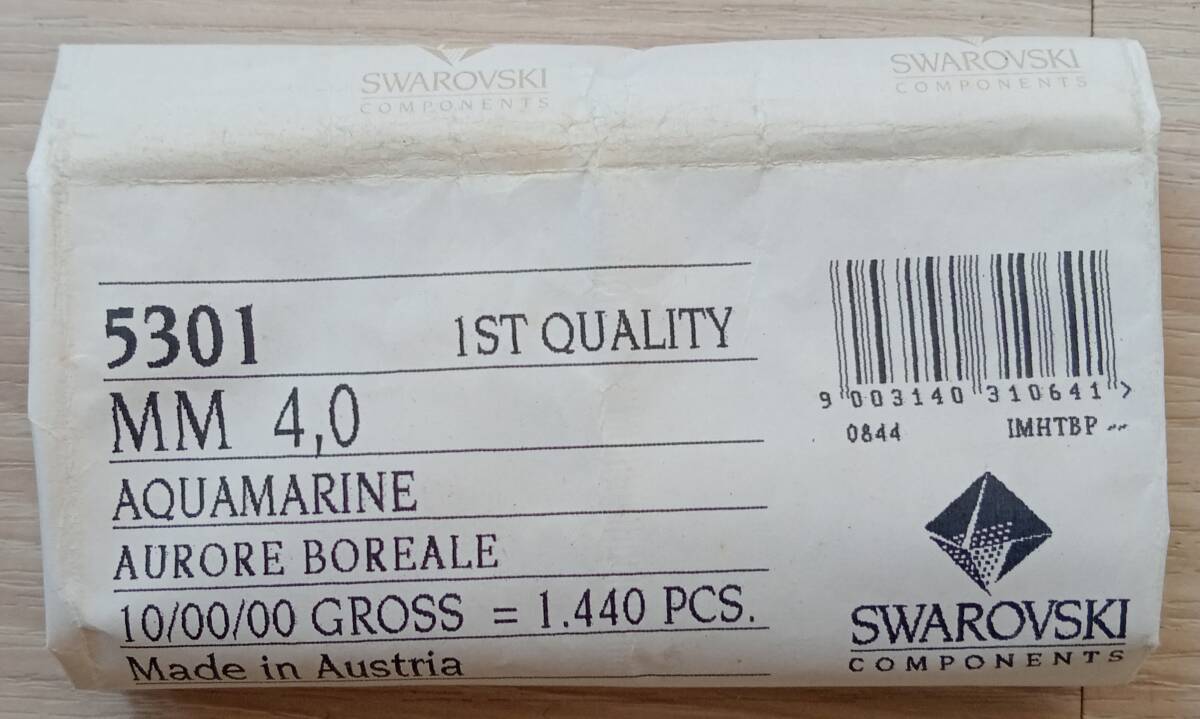 SWAROVSKI
COMPONENTS
SWAROVSKI
COMPONENTS
5301 1ST QUALITY
MM 4,0
AQUAMARINE
AURORE BOREALE
10/00/00 GROSS = 1.440 PCS.
Made in Austria
9 003140 310641 >
0844 IMHTBP
SWAROVSKI
COMPONENTS